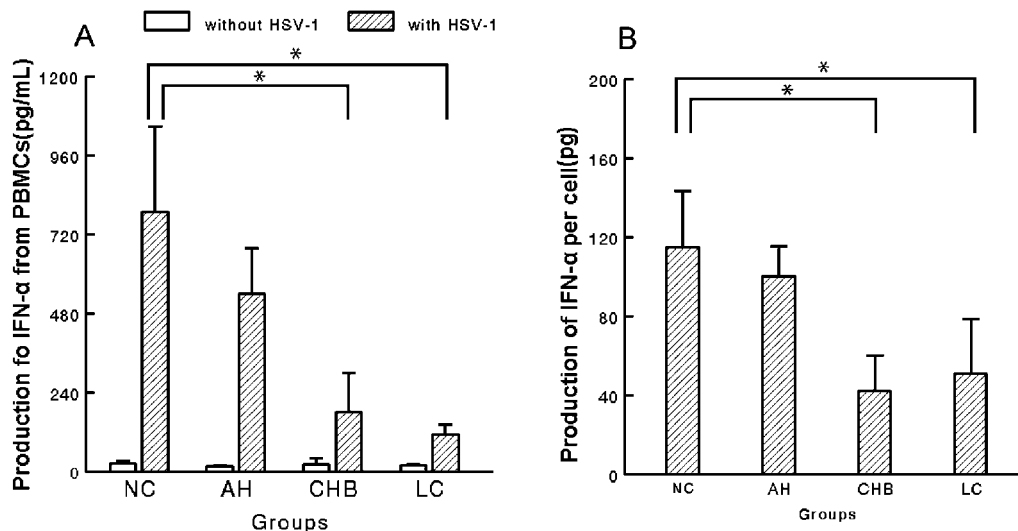 A
without HSV-1
with HSV-1
Production fo IFN-α from PBMCs(pg/mL)
1200
960
720
480
240
0
*
*
NC AH CHB LC
Groups
B
Production of IFN-α per cell(pg)
200
160
120
80
40
0
*
*
NC AH CHB LC
Groups